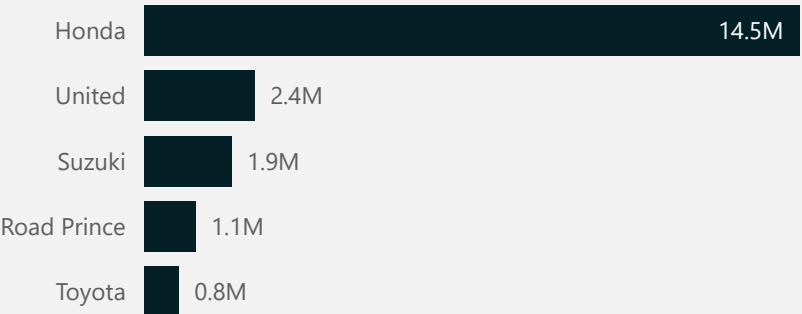 Honda 14.5M
United 2.4M
Suzuki 1.9M
Road Prince 1.1M
Toyota 0.8M